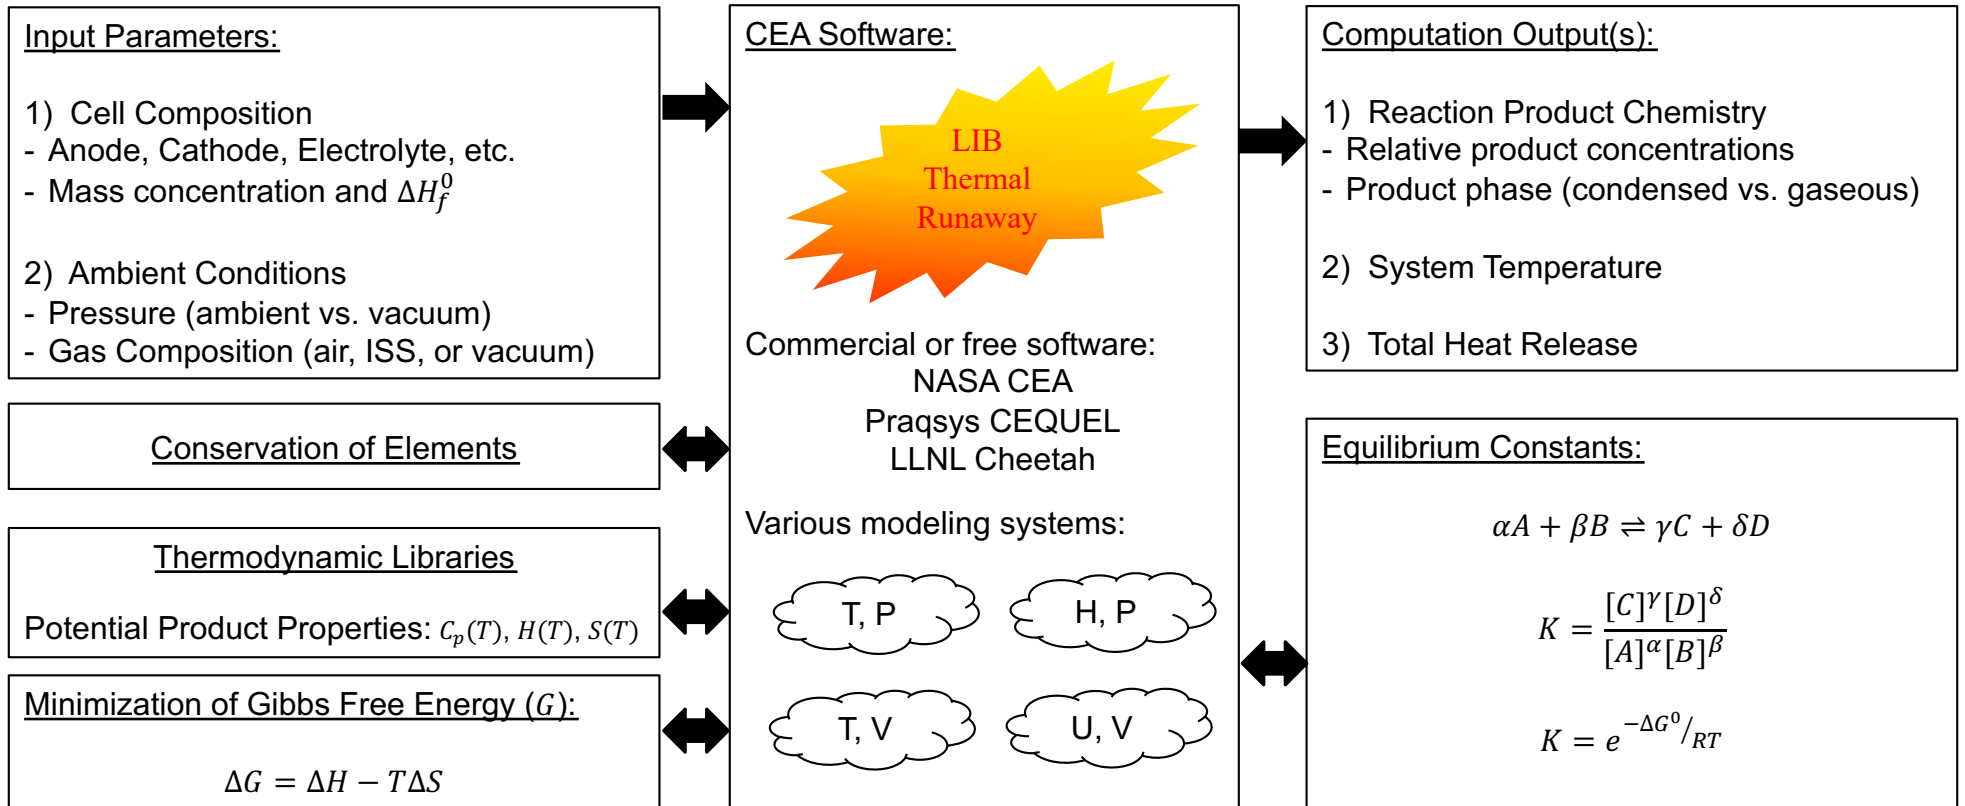 Input Parameters:
1) Cell Composition
- Anode, Cathode, Electrolyte, etc.
- Mass concentration and ΔH_f^0
2) Ambient Conditions
- Pressure (ambient vs. vacuum)
- Gas Composition (air, ISS, or vacuum)
Conservation of Elements
Thermodynamic Libraries
Potential Product Properties: C_p(T), H(T), S(T)
Minimization of Gibbs Free Energy (G):
ΔG = ΔH − TΔS
CEA Software:
LIB
Thermal
Runaway
Commercial or free software:
NASA CEA
Praqsys CEQUEL
LLNL Cheetah
Various modeling systems:
T, P
H, P
T, V
U, V
Computation Output(s):
1) Reaction Product Chemistry
- Relative product concentrations
- Product phase (condensed vs. gaseous)
2) System Temperature
3) Total Heat Release
Equilibrium Constants:
αA + βB ⇌ γC + δD
K = [C]^γ[D]^δ / [A]^α[B]^β
K = e^{−ΔG^0/RT}